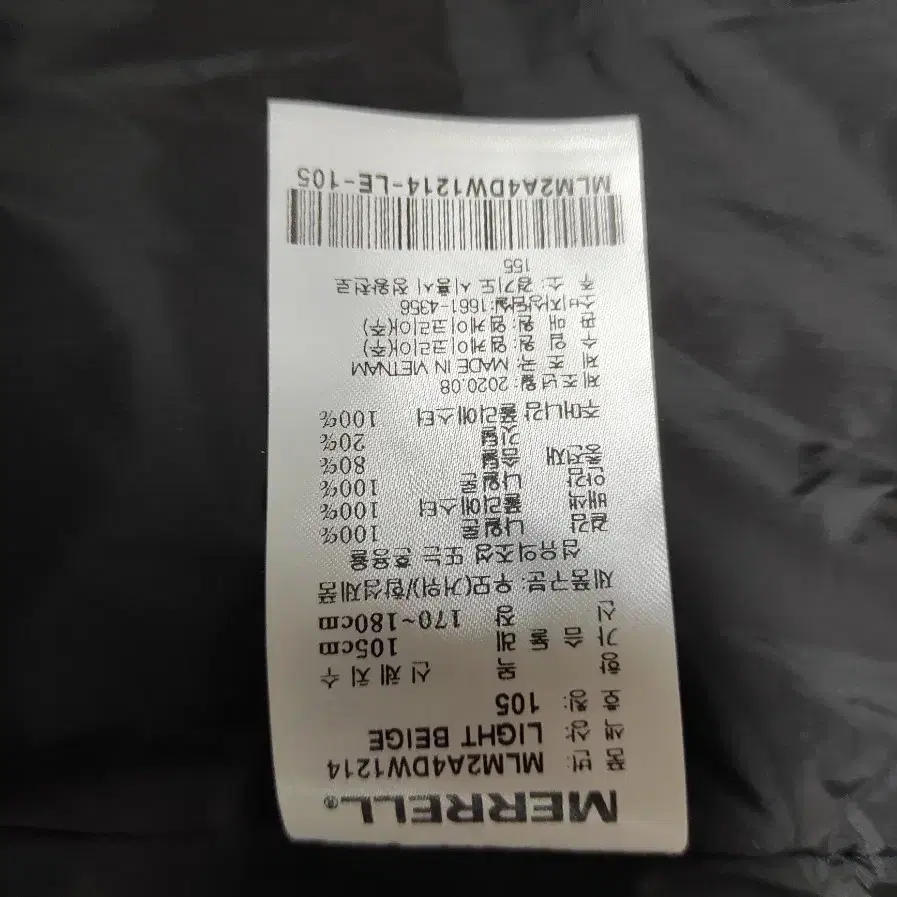 MERRELL®
품 번: MLM2A4DW1214
색 상: LIGHT BEIGE
호 칭: 105
항 목 신 체 치 수
가 슴 둘 레 105cm
신 장 170~180cm
제품구분: 우모(거위)/합성제품
섬유의조성 또는 혼용율
겉감 나일론 100%
배색 폴리에스터 100%
안감 나일론 100%
충전재 솜털 80%
깃털 20%
주머니감 폴리에스터 100%
제 조 년 월: 2020.08
제 조 국: MADE IN VIETNAM
수 입 원: 엠케이코리아(주)
판 매 원: 엠케이코리아(주)
소비자상담실: 1661-4356
주 소: 경기도 시흥시 정왕천로
155
MLM2A4DW1214-LE-105